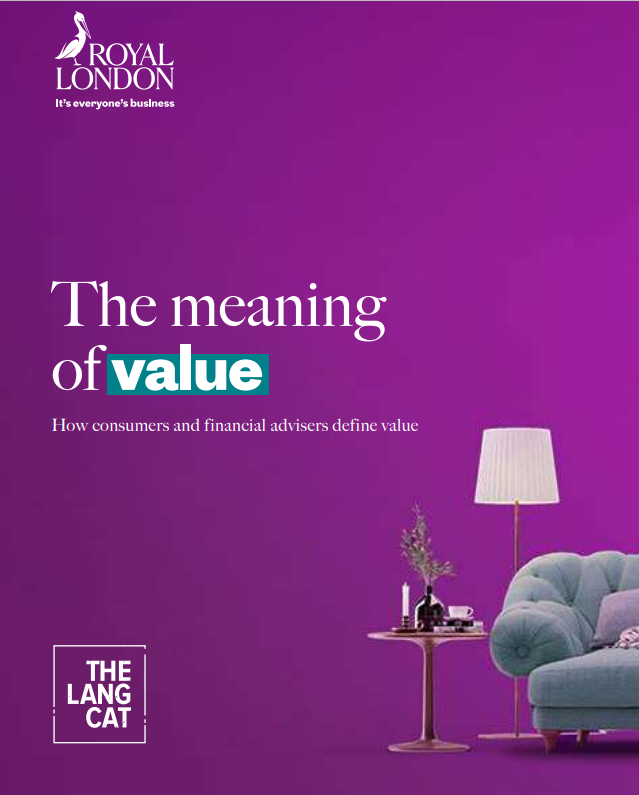 ROYAL
LONDON
It's everyone's business
The meaning
of value
How consumers and financial advisers define value
THE
LANG
CAT